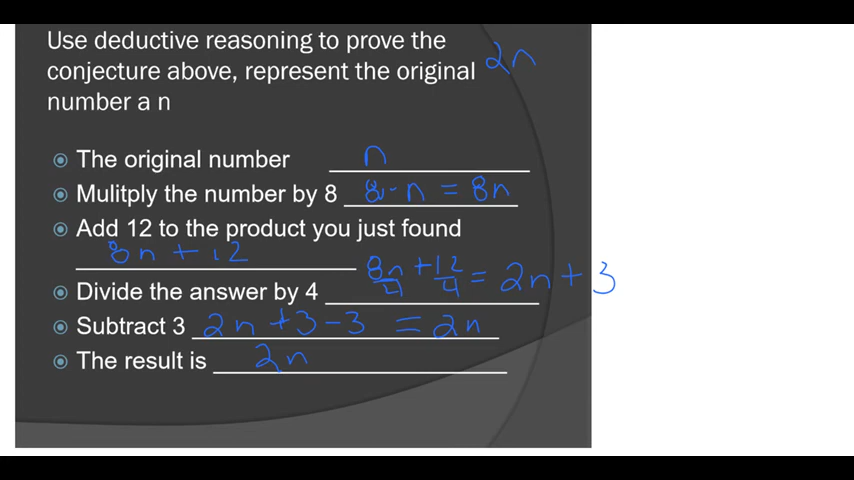 Use deductive reasoning to prove the
conjecture above, represent the original 2n
number a n
The original number n
Mulitply the number by 8 8 · n = 8n
Add 12 to the product you just found
8n + 12
Divide the answer by 4 8n/4 + 12/4 = 2n + 3
Subtract 3 2n + 3 - 3 = 2n
The result is 2n